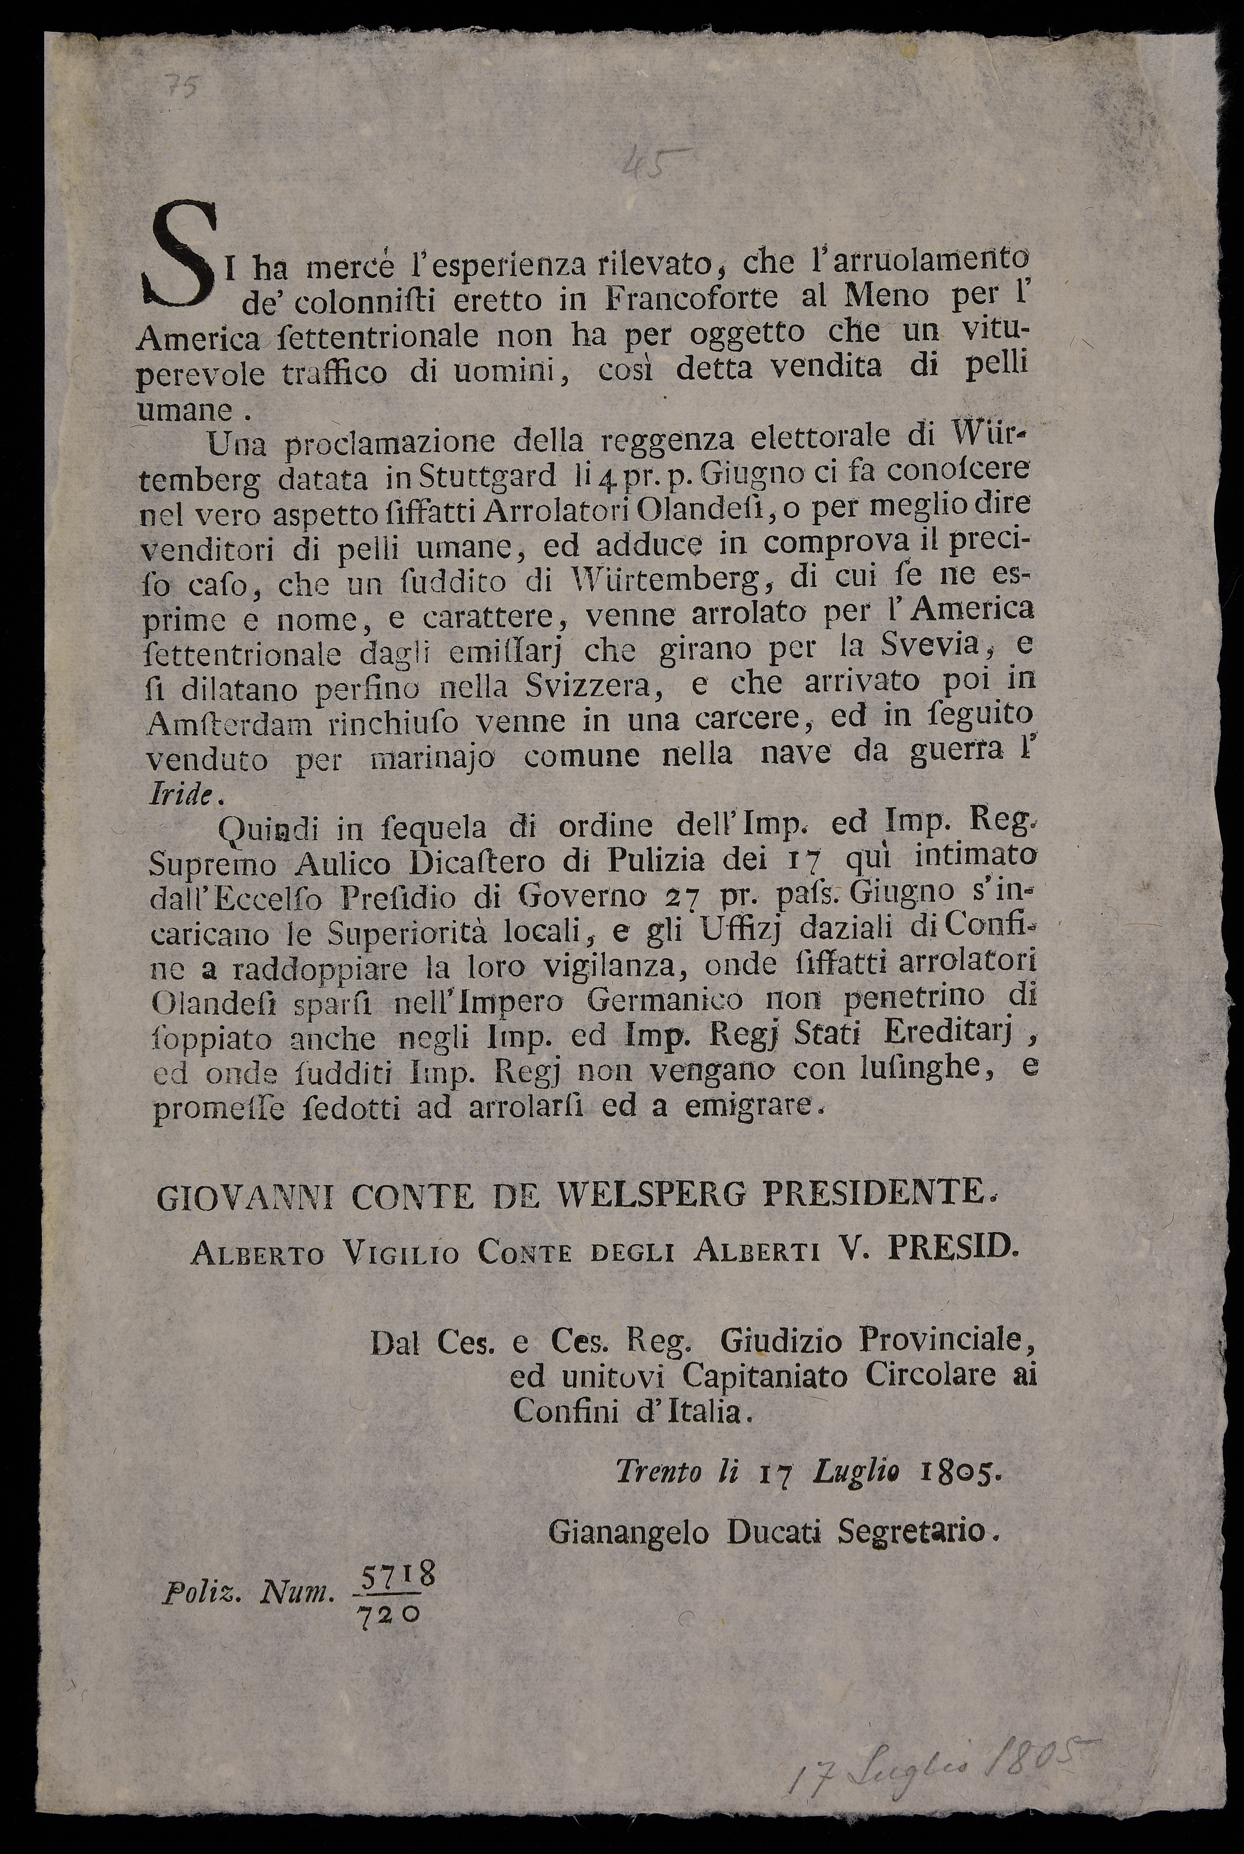 75
45
SI ha mercé l'esperienza rilevato, che l'arruolamento
de' colonniſti eretto in Francoforte al Meno per l'
America ſettentrionale non ha per oggetto che un vitu-
perevole traffico di uomini, così detta vendita di pelli
umane .
Una proclamazione della reggenza elettorale di Wür-
temberg datata in Stuttgard li 4 pr. p. Giugno ci fa conoſcere
nel vero aspetto ſiffatti Arrolatori Olandeſi, o per meglio dire
venditori di pelli umane, ed adduce in comprova il preci-
ſo caſo, che un ſuddito di Würtemberg, di cui ſe ne es-
prime e nome, e carattere, venne arrolato per l'America
ſettentrionale dagli emiſſarj che girano per la Svevia, e
ſi dilatano perfino nella Svizzera, e che arrivato poi in
Amſterdam rinchiuſo venne in una carcere, ed in ſeguito
venduto per marinajo comune nella nave da guerra l'
Iride.
Quindi in ſequela di ordine dell'Imp. ed Imp. Reg.
Supremo Aulico Dicaſtero di Pulizia dei 17 quì intimato
dall'Eccelſo Preſidio di Governo 27 pr. paſs. Giugno s'in-
caricano le Superiorità locali, e gli Uffizj daziali di Confi-
ne a raddoppiare la loro vigilanza, onde ſiffatti arrolatori
Olandeſi sparſi nell'Impero Germanico non penetrino di
ſoppiato anche negli Imp. ed Imp. Regj Stati Ereditarj ,
ed onde ſudditi Imp. Regj non vengano con luſinghe, e
promeſſe ſedotti ad arrolarſi ed a emigrare.
GIOVANNI CONTE DE WELSPERG PRESIDENTE.
ALBERTO VIGILIO CONTE DEGLI ALBERTI V. PRESID.
Dal Ces. e Ces. Reg. Giudizio Provinciale,
ed unitovi Capitaniato Circolare ai
Confini d'Italia.
Trento li 17 Luglio 1805.
Gianangelo Ducati Segretario.
Poliz. Num. 5718
720
17 Luglio 1805